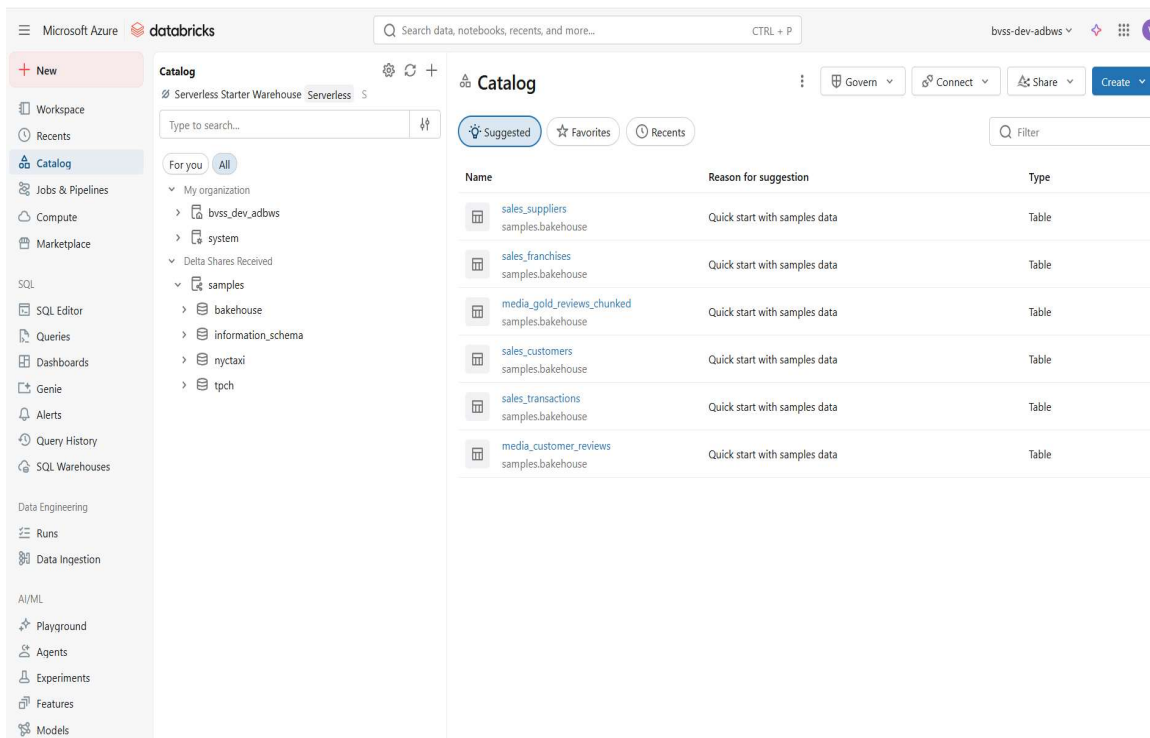 Microsoft Azure databricks
Search data, notebooks, recents, and more... CTRL + P
bvss-dev-adbws
New
Workspace
Recents
Catalog
Jobs & Pipelines
Compute
Marketplace
SQL
SQL Editor
Queries
Dashboards
Genie
Alerts
Query History
SQL Warehouses
Data Engineering
Runs
Data Ingestion
AI/ML
Playground
Agents
Experiments
Features
Models
Catalog
Serverless Starter Warehouse Serverless S
Type to search...
For you All
My organization
bvss_dev_adbws
system
Delta Shares Received
samples
bakehouse
information_schema
nyctaxi
tpch
Catalog
Govern Connect Share Create
Suggested Favorites Recents
Filter
Name Reason for suggestion Type
sales_suppliers
samples.bakehouse
Quick start with samples data Table
sales_franchises
samples.bakehouse
Quick start with samples data Table
media_gold_reviews_chunked
samples.bakehouse
Quick start with samples data Table
sales_customers
samples.bakehouse
Quick start with samples data Table
sales_transactions
samples.bakehouse
Quick start with samples data Table
media_customer_reviews
samples.bakehouse
Quick start with samples data Table